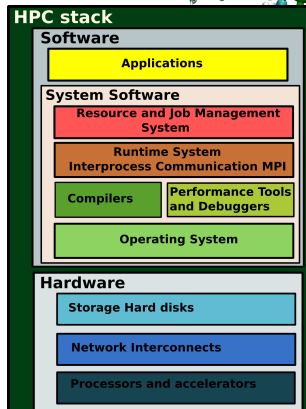 HPC stack
Software
Applications
System Software
Resource and Job Management
System
Runtime System
Interprocess Communication MPI
Compilers
Performance Tools
and Debuggers
Operating System
Hardware
Storage Hard disks
Network Interconnects
Processors and accelerators